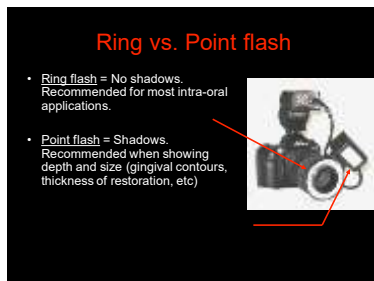 Ring vs. Point flash
• Ring flash = No shadows.
Recommended for most intra-oral
applications.
• Point flash = Shadows.
Recommended when showing
depth and size (gingival contours,
thickness of restoration, etc)